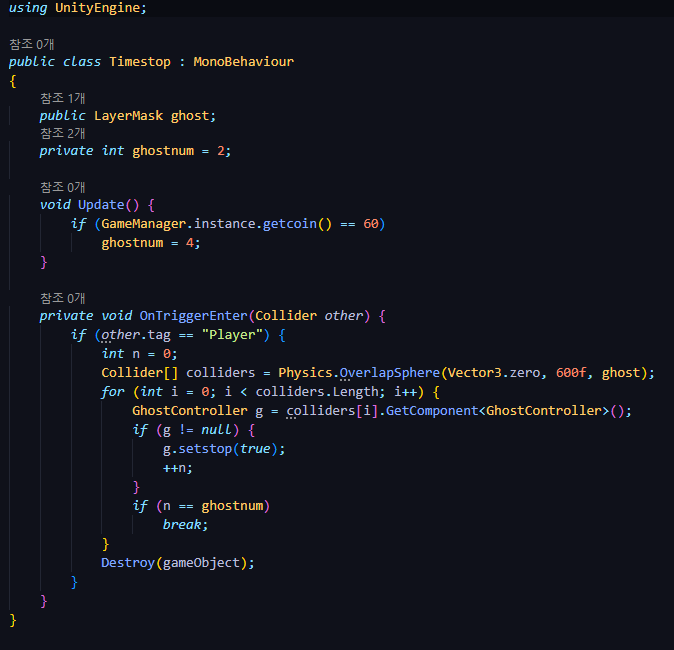 using UnityEngine;
참조 0개
public class Timestop : MonoBehaviour
{
참조 1개
public LayerMask ghost;
참조 2개
private int ghostnum = 2;
참조 0개
void Update() {
if (GameManager.instance.getcoin() == 60)
ghostnum = 4;
}
참조 0개
private void OnTriggerEnter(Collider other) {
if (other.tag == "Player") {
int n = 0;
Collider[] colliders = Physics.OverlapSphere(Vector3.zero, 600f, ghost);
for (int i = 0; i < colliders.Length; i++) {
GhostController g = colliders[i].GetComponent<GhostController>();
if (g != null) {
g.setstop(true);
++n;
}
if (n == ghostnum)
break;
}
Destroy(gameObject);
}
}
}